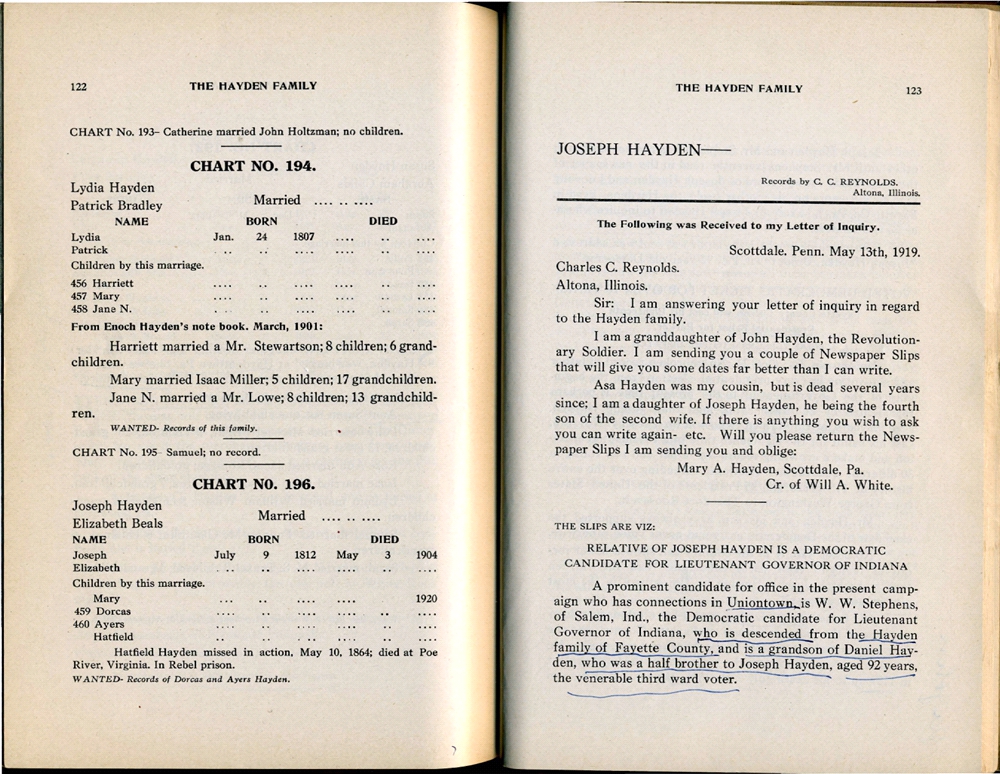 122
THE HAYDEN FAMILY
CHART No. 193– Catherine married John Holtzman; no children.
CHART NO. 194.
Lydia Hayden
Patrick Bradley
Married .... .. ....
NAME BORN DIED
Lydia Jan. 24 1807 .... .. ....
Patrick .. .. .... .... .. ....
Children by this marriage.
456 Harriett .... .. .... .... .. ....
457 Mary .... .. .... .... .. ....
458 Jane N. . .. .. .... .... .. ....
From Enoch Hayden's note book. March, 1901:
Harriett married a Mr. Stewartson; 8 children; 6 grand-
children.
Mary married Isaac Miller; 5 children; 17 grandchildren.
Jane N. married a Mr. Lowe; 8 children; 13 grandchild-
ren.
WANTED- Records of this family.
CHART No. 195 Samuel; no record.
CHART NO. 196.
Joseph Hayden
Elizabeth Beals
Married .... .. ....
NAME BORN DIED
Joseph July 9 1812 May 3 1904
Elizabeth . .. .. .... .... .. ....
Children by this marriage.
Mary ... .. .... .... 1920
459 Dorcas .... .. .... .... .. ....
460 Ayers .... .. .... .... .. ....
Hatfield .. .. .... .... .. ....
Hatfield Hayden missed in action, May 10, 1864; died at Poe
River, Virginia. In Rebel prison.
WANTED- Records of Dorcas and Ayers Hayden.
THE HAYDEN FAMILY
123
JOSEPH HAYDEN—
Records by C. C. REYNOLDS.
Altona, Illinois.
The Following was Received to my Letter of Inquiry.
Scottdale. Penn. May 13th, 1919.
Charles C. Reynolds.
Altona, Illinois.
Sir: I am answering your letter of inquiry in regard
to the Hayden family.
I am a granddaughter of John Hayden, the Revolution-
ary Soldier. I am sending you a couple of Newspaper Slips
that will give you some dates far better than I can write.
Asa Hayden was my cousin, but is dead several years
since; I am a daughter of Joseph Hayden, he being the fourth
son of the second wife. If there is anything you wish to ask
you can write again- etc. Will you please return the News-
paper Slips I am sending you and oblige:
Mary A. Hayden, Scottdale, Pa.
Cr. of Will A. White.
THE SLIPS ARE VIZ:
RELATIVE OF JOSEPH HAYDEN IS A DEMOCRATIC
CANDIDATE FOR LIEUTENANT GOVERNOR OF INDIANA
A prominent candidate for office in the present camp-
aign who has connections in Uniontown, is W. W. Stephens,
of Salem, Ind., the Democratic candidate for Lieutenant
Governor of Indiana, who is descended from the Hayden
family of Fayette County, and is a grandson of Daniel Hay-
den, who was a half brother to Joseph Hayden, aged 92 years,
the venerable third ward voter.